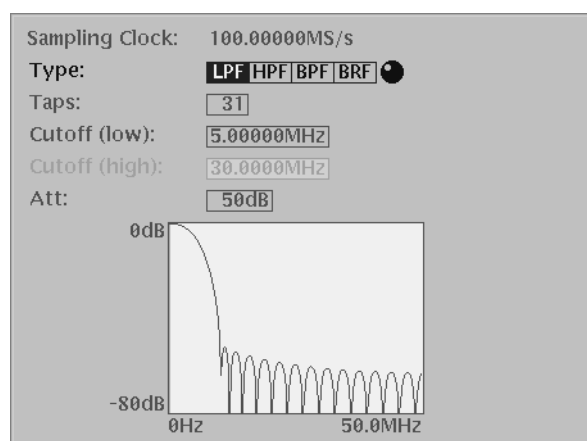 Sampling Clock: 100.00000MS/s
Type: LPF HPF BPF BRF
Taps: 31
Cutoff (low): 5.00000MHz
Cutoff (high): 30.0000MHz
Att: 50dB
0dB
-80dB
0Hz 50.0MHz